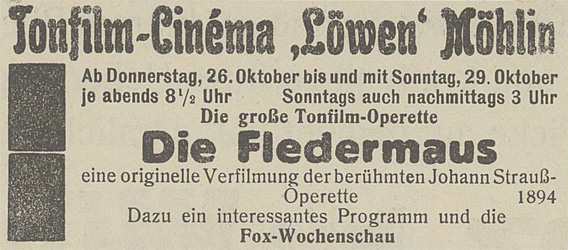 Tonfilm-Cinéma ‚Löwen‘ Möhlin
Ab Donnerstag, 26. Oktober bis und mit Sonntag, 29. Oktober
je abends 8½ Uhr Sonntags auch nachmittags 3 Uhr
Die große Tonfilm-Operette
Die Fledermaus
eine originelle Verfilmung der berühmten Johann Strauß-
Operette 1894
Dazu ein interessantes Programm und die
Fox-Wochenschau